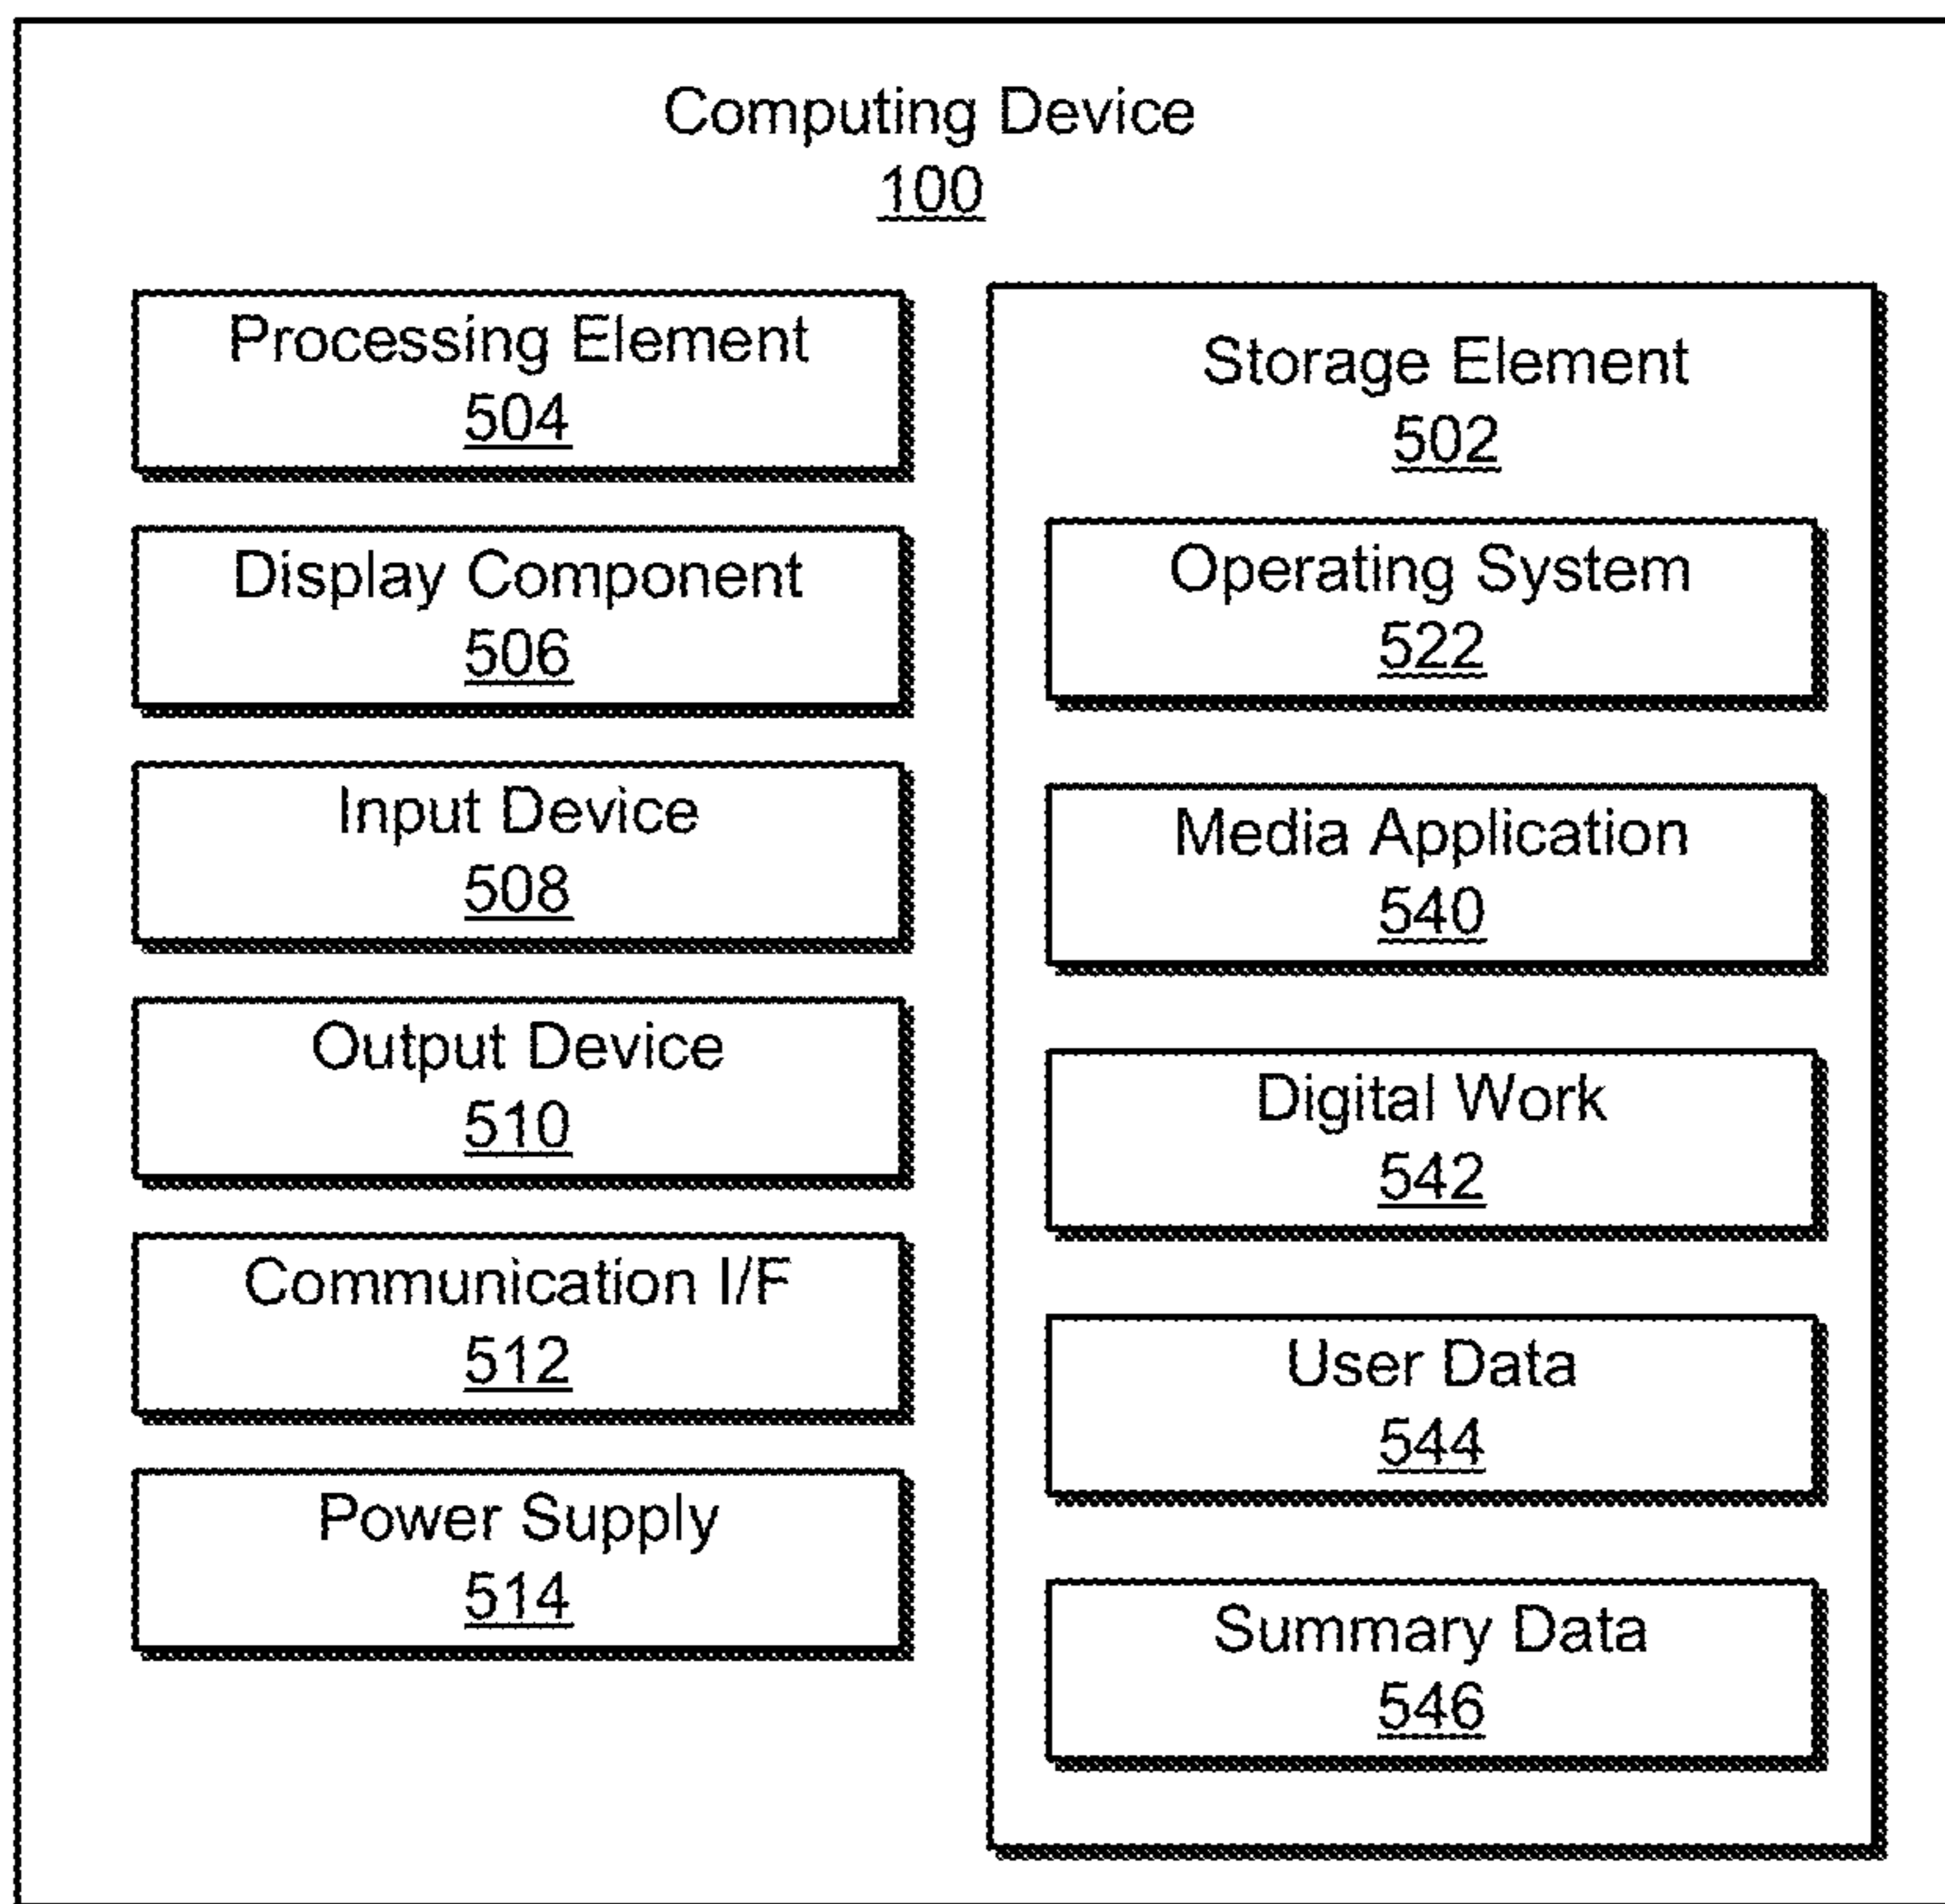 Computing Device
100
Processing Element
504
Display Component
506
Input Device
508
Output Device
510
Communication I/F
512
Power Supply
514
Storage Element
502
Operating System
522
Media Application
540
Digital Work
542
User Data
544
Summary Data
546